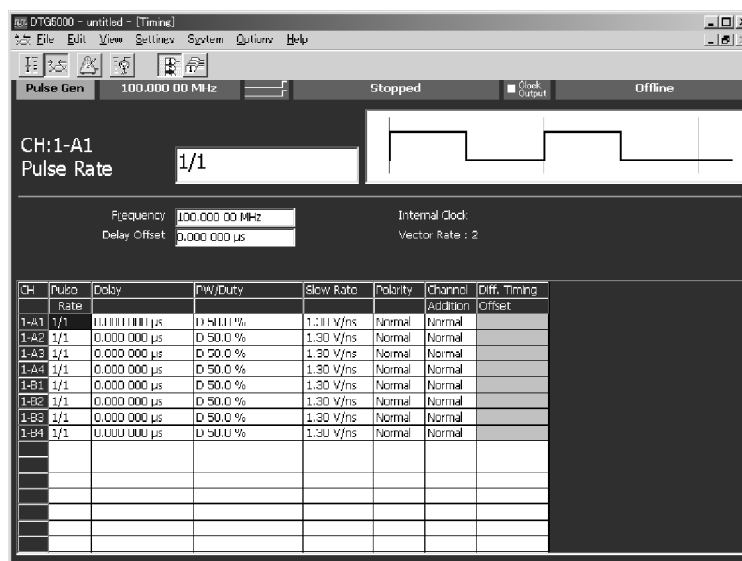 DTG5000 - untitled - [Timing]
File Edit View Settings System Options Help
Pulse Gen 100.000 00 MHz Stopped Clock Output Offline
CH:1-A1
Pulse Rate 1/1
Frequency 100.000 00 MHz Internal Clock
Delay Offset 0.000 000 µs Vector Rate : 2
CH Pulse Delay PW/Duty Slew Rate Polarity Channel Diff. Timing
Rate Addition Offset
1-A1 1/1 0.000 000 µs D 50.0 % 1.30 V/ns Normal Normal
1-A2 1/1 0.000 000 µs D 50.0 % 1.30 V/ns Normal Normal
1-A3 1/1 0.000 000 µs D 50.0 % 1.30 V/ns Normal Normal
1-A4 1/1 0.000 000 µs D 50.0 % 1.30 V/ns Normal Normal
1-B1 1/1 0.000 000 µs D 50.0 % 1.30 V/ns Normal Normal
1-B2 1/1 0.000 000 µs D 50.0 % 1.30 V/ns Normal Normal
1-B3 1/1 0.000 000 µs D 50.0 % 1.30 V/ns Normal Normal
1-B4 1/1 0.000 000 µs D 50.0 % 1.30 V/ns Normal Normal